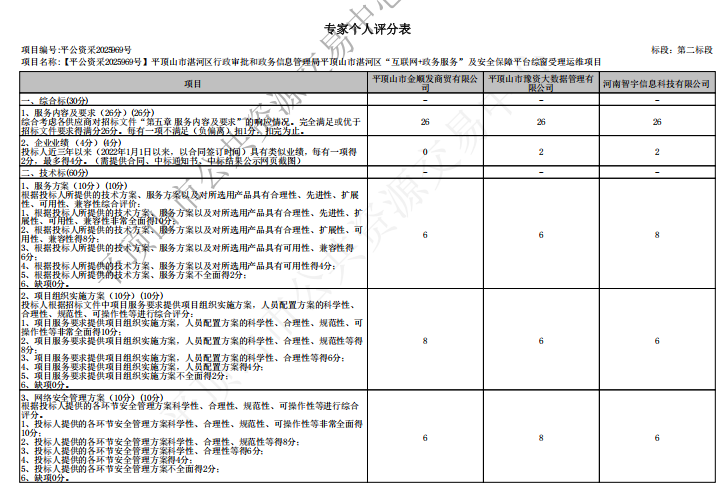 专家个人评分表
项目编号:平公资采2025969号 标段:第二标段
项目名称:【平公资采2025969号】平顶山市湛河区行政审批和政务信息管理局平顶山市湛河区“互联网+政务服务”及安全保障平台综窗受理运维项目
项目 平顶山市金顺发商贸有限公司 平顶山市豫资大数据管理有限公司 河南智宇信息科技有限公司
一、综合标(30分) - - -
1、服务内容及要求(26分)(26分)
综合考虑各供应商对招标文件“第五章 服务内容及要求”的响应情况。完全满足或优于
招标文件要求得满分26分。每有一项不满足(负偏离)扣1分,扣完为止。
26 26 26
2、企业业绩 (4分)(4分)
投标人近三年以来(2022年1月1日以来,以合同签订时间)具有类似业绩,每有一项得
2分,最多得4分。(需提供合同、中标通知书、中标结果公示网页截图)
0 2 2
二、技术标(60分) - - -
1、服务方案(10分)(10分)
根据投标人所提供的技术方案、服务方案以及对所选用产品具有合理性、先进性、扩展
性、可用性、兼容性综合评价:
1、根据投标人所提供的技术方案、服务方案以及对所选用产品具有合理性、先进性、扩
展性、可用性、兼容性非常全面得10分;
2、根据投标人所提供的技术方案、服务方案以及对所选用产品具有合理性、扩展性、可
用性、兼容性得8分;
3、根据投标人所提供的技术方案、服务方案以及对所选用产品具有可用性、兼容性得
6分;
4、根据投标人所提供的技术方案、服务方案以及对所选用产品具有可用性得4分;
5、根据投标人所提供的技术方案、服务方案不全面得2分;
6、缺项0分。
6 6 8
2、项目组织实施方案(10分)(10分)
投标人根据招标文件中项目服务要求提供项目组织实施方案,人员配置方案的科学性、
合理性、规范性、可操作性等进行综合评分:
1、项目服务要求提供项目组织实施方案,人员配置方案的科学性、合理性、规范性、可
操作性等非常全面得10分;
2、项目服务要求提供项目组织实施方案,人员配置方案的科学性、合理性、规范性等得
8分;
3、项目服务要求提供项目组织实施方案,人员配置方案的科学性、合理性等得6分;
4、项目服务要求提供项目组织实施方案,人员配置方案得4分;
5、项目服务要求提供项目组织实施方案不全面得2分;
6、缺项0分。
8 6 6
3、网络安全管理方案(10分)(10分)
根据投标人提供的各环节安全管理方案科学性、合理性、规范性、可操作性等进行综合
评分。
1、投标人提供的各环节安全管理方案科学性、合理性、规范性、可操作性等非常全面得
10分;
2、投标人提供的各环节安全管理方案科学性、合理性、规范性等得8分;
3、投标人提供的各环节安全管理方案科学性、合理性等得6分;
4、投标人提供的各环节安全管理方案得4分;
5、投标人提供的各环节安全管理方案不全面得2分;
6、缺项0分。
6 8 6